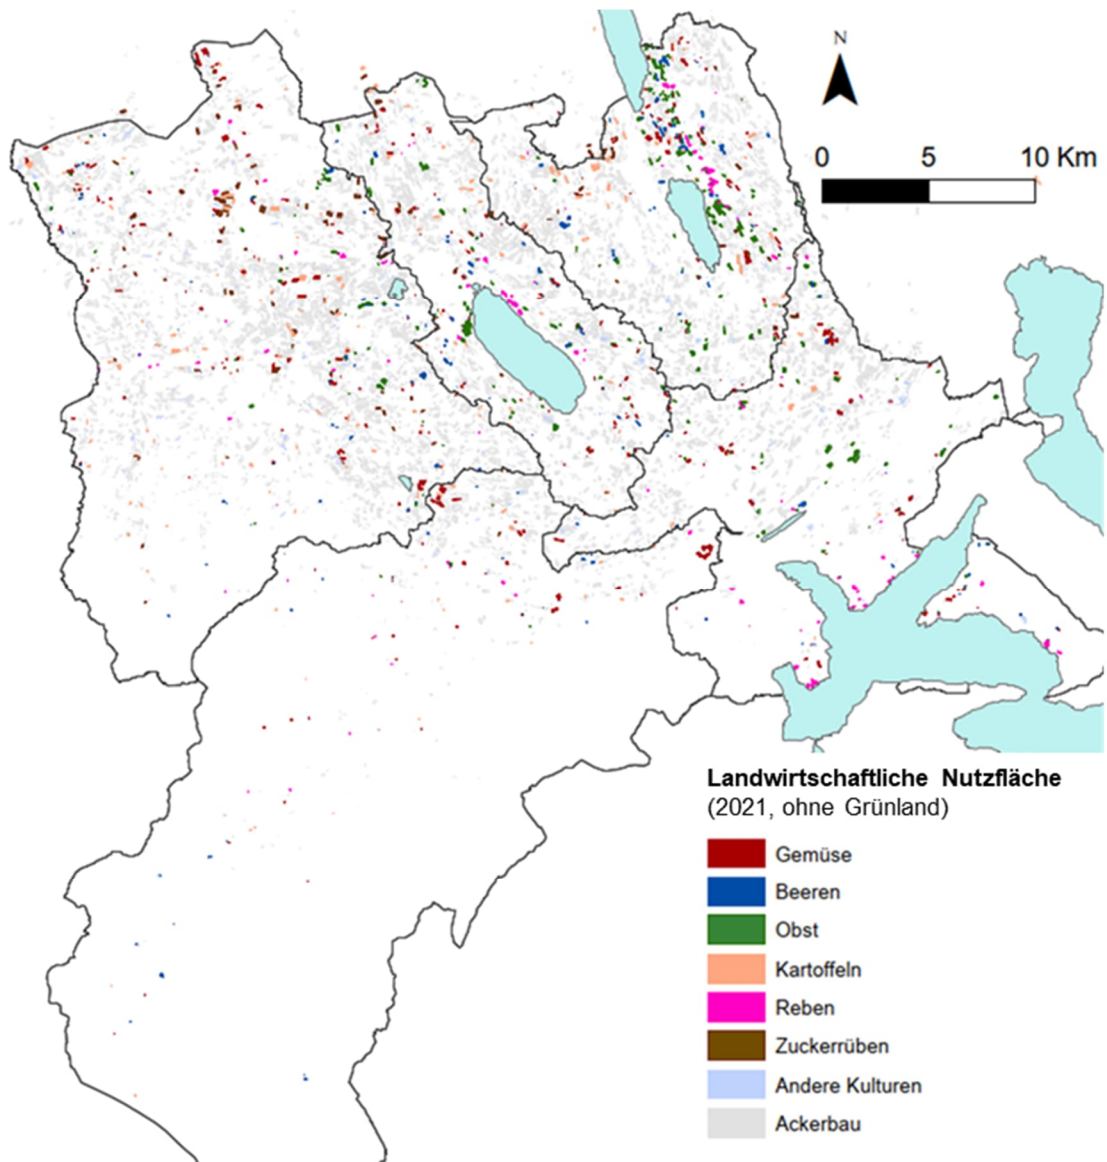 N
0 5 10 Km
Landwirtschaftliche Nutzfläche
(2021, ohne Grünland)
Gemüse
Beeren
Obst
Kartoffeln
Reben
Zuckerrüben
Andere Kulturen
Ackerbau